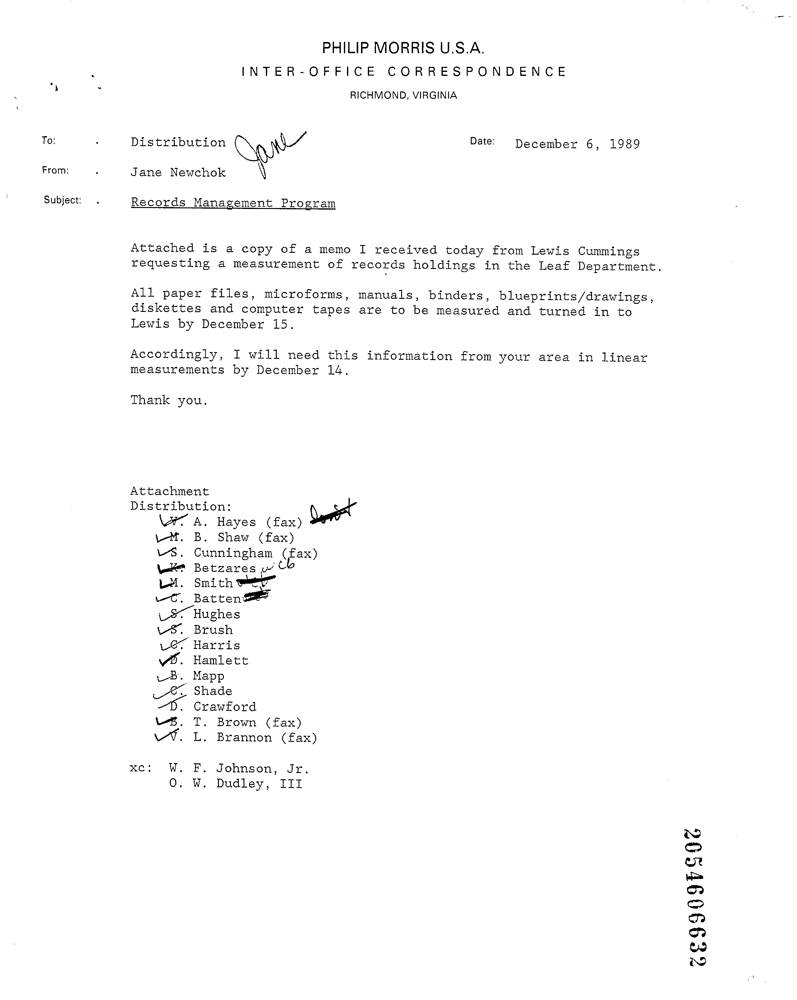 PHILIP MORRIS U.S.A.
INTER-OFFICE CORRESPONDENCE
RICHMOND, VIRGINIA
To: . Distribution Jane Date: December 6, 1989
From: . Jane Newchok
Subject: . Records Management Program
Attached is a copy of a memo I received today from Lewis Cummings
requesting a measurement of records holdings in the Leaf Department.
All paper files, microforms, manuals, binders, blueprints/drawings,
diskettes and computer tapes are to be measured and turned in to
Lewis by December 15.
Accordingly, I will need this information from your area in linear
measurements by December 14.
Thank you.
Attachment
Distribution:
A. Hayes (fax)
M. B. Shaw (fax)
S. Cunningham (fax)
K. Betzares
M. Smith
C. Batten
S. Hughes
S. Brush
C. Harris
D. Hamlett
B. Mapp
C. Shade
D. Crawford
B. T. Brown (fax)
V. L. Brannon (fax)
xc: W. F. Johnson, Jr.
O. W. Dudley, III
2054606632